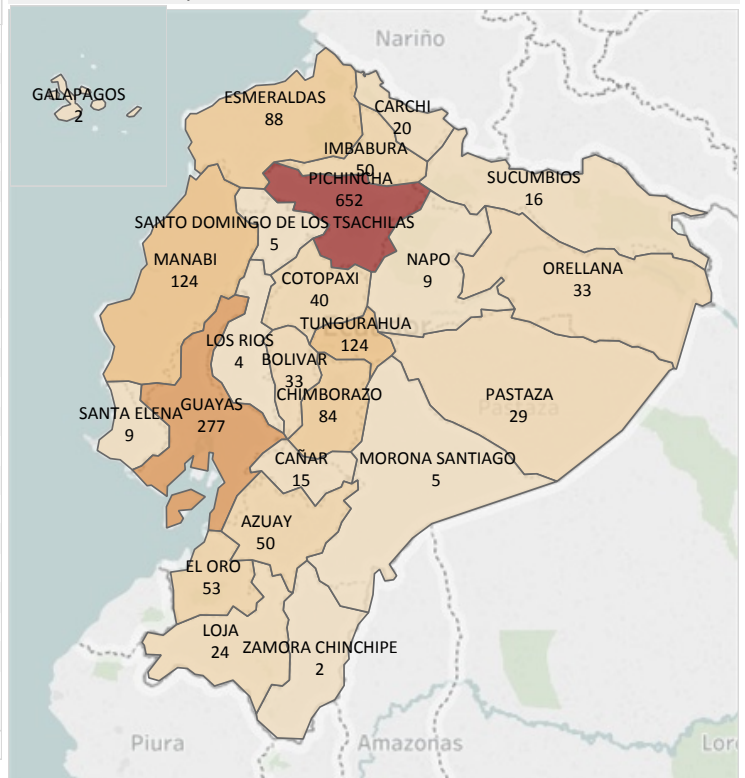 Nariño
GALAPAGOS
2
ESMERALDAS
88
CARCHI
20
IMBABURA
50
PICHINCHA
652
SUCUMBIOS
16
SANTO DOMINGO DE LOS TSACHILAS
5
MANABI
124
NAPO
9
ORELLANA
33
COTOPAXI
40
TUNGURAHUA
124
LOS RIOS
4
BOLIVAR
33
CHIMBORAZO
84
PASTAZA
29
Pastaza
SANTA ELENA
9
GUAYAS
277
CAÑAR
15
MORONA SANTIAGO
5
AZUAY
50
EL ORO
53
LOJA
24
ZAMORA CHINCHIPE
2
Piura
Amazonas